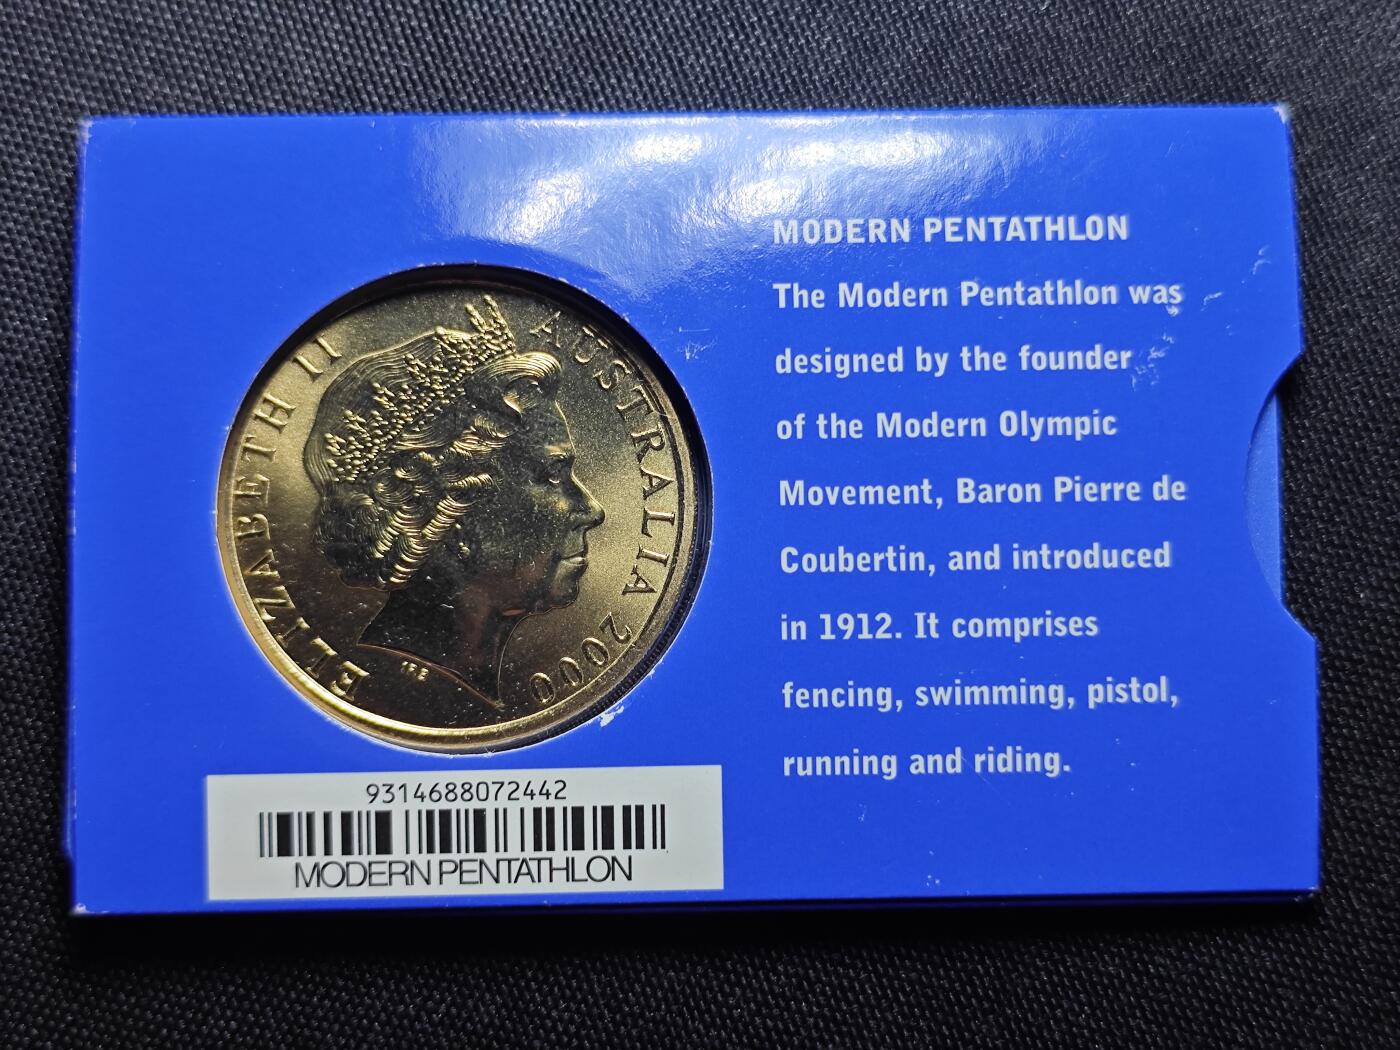 ELIZABETH II
AUSTRALIA 2000
IRB
MODERN PENTATHLON
The Modern Pentathlon was
designed by the founder
of the Modern Olympic
Movement, Baron Pierre de
Coubertin, and introduced
in 1912. It comprises
fencing, swimming, pistol,
running and riding.
9314688072442
MODERN PENTATHLON